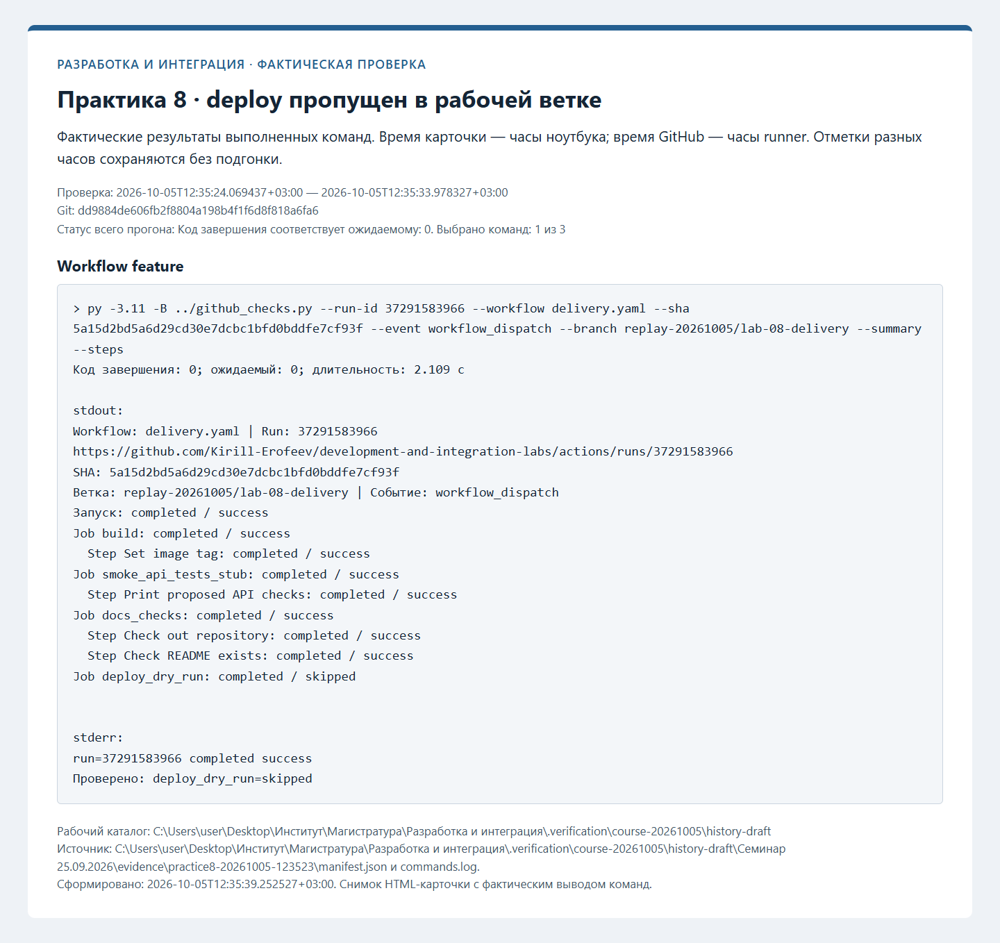 РАЗРАБОТКА И ИНТЕГРАЦИЯ · ФАКТИЧЕСКАЯ ПРОВЕРКА
Практика 8 · deploy пропущен в рабочей ветке
Фактические результаты выполненных команд. Время карточки — часы ноутбука; время GitHub — часы runner. Отметки разных
часов сохраняются без подгонки.
Проверка: 2026-10-05T12:35:24.069437+03:00 — 2026-10-05T12:35:33.978327+03:00
Git: dd9884de606fb2f8804a198b4f1f6d8f818a6fa6
Статус всего прогона: Код завершения соответствует ожидаемому: 0. Выбрано команд: 1 из 3
Workflow feature
> py -3.11 -B ../github_checks.py --run-id 37291583966 --workflow delivery.yaml --sha
5a15d2bd5a6d29cd30e7dcbc1bfd0bddfe7cf93f --event workflow_dispatch --branch replay-20261005/lab-08-delivery --summary
--steps
Код завершения: 0; ожидаемый: 0; длительность: 2.109 с
stdout:
Workflow: delivery.yaml | Run: 37291583966
https://github.com/Kirill-Erofeev/development-and-integration-labs/actions/runs/37291583966
SHA: 5a15d2bd5a6d29cd30e7dcbc1bfd0bddfe7cf93f
Ветка: replay-20261005/lab-08-delivery | Событие: workflow_dispatch
Запуск: completed / success
Job build: completed / success
Step Set image tag: completed / success
Job smoke_api_tests_stub: completed / success
Step Print proposed API checks: completed / success
Job docs_checks: completed / success
Step Check out repository: completed / success
Step Check README exists: completed / success
Job deploy_dry_run: completed / skipped
stderr:
run=37291583966 completed success
Проверено: deploy_dry_run=skipped
Рабочий каталог: C:\Users\user\Desktop\Институт\Магистратура\Разработка и интеграция\.verification\course-20261005\history-draft
Источник: C:\Users\user\Desktop\Институт\Магистратура\Разработка и интеграция\.verification\course-20261005\history-draft\Семинар
25.09.2026\evidence\practice8-20261005-123523\manifest.json и commands.log.
Сформировано: 2026-10-05T12:35:39.252527+03:00. Снимок HTML-карточки с фактическим выводом команд.